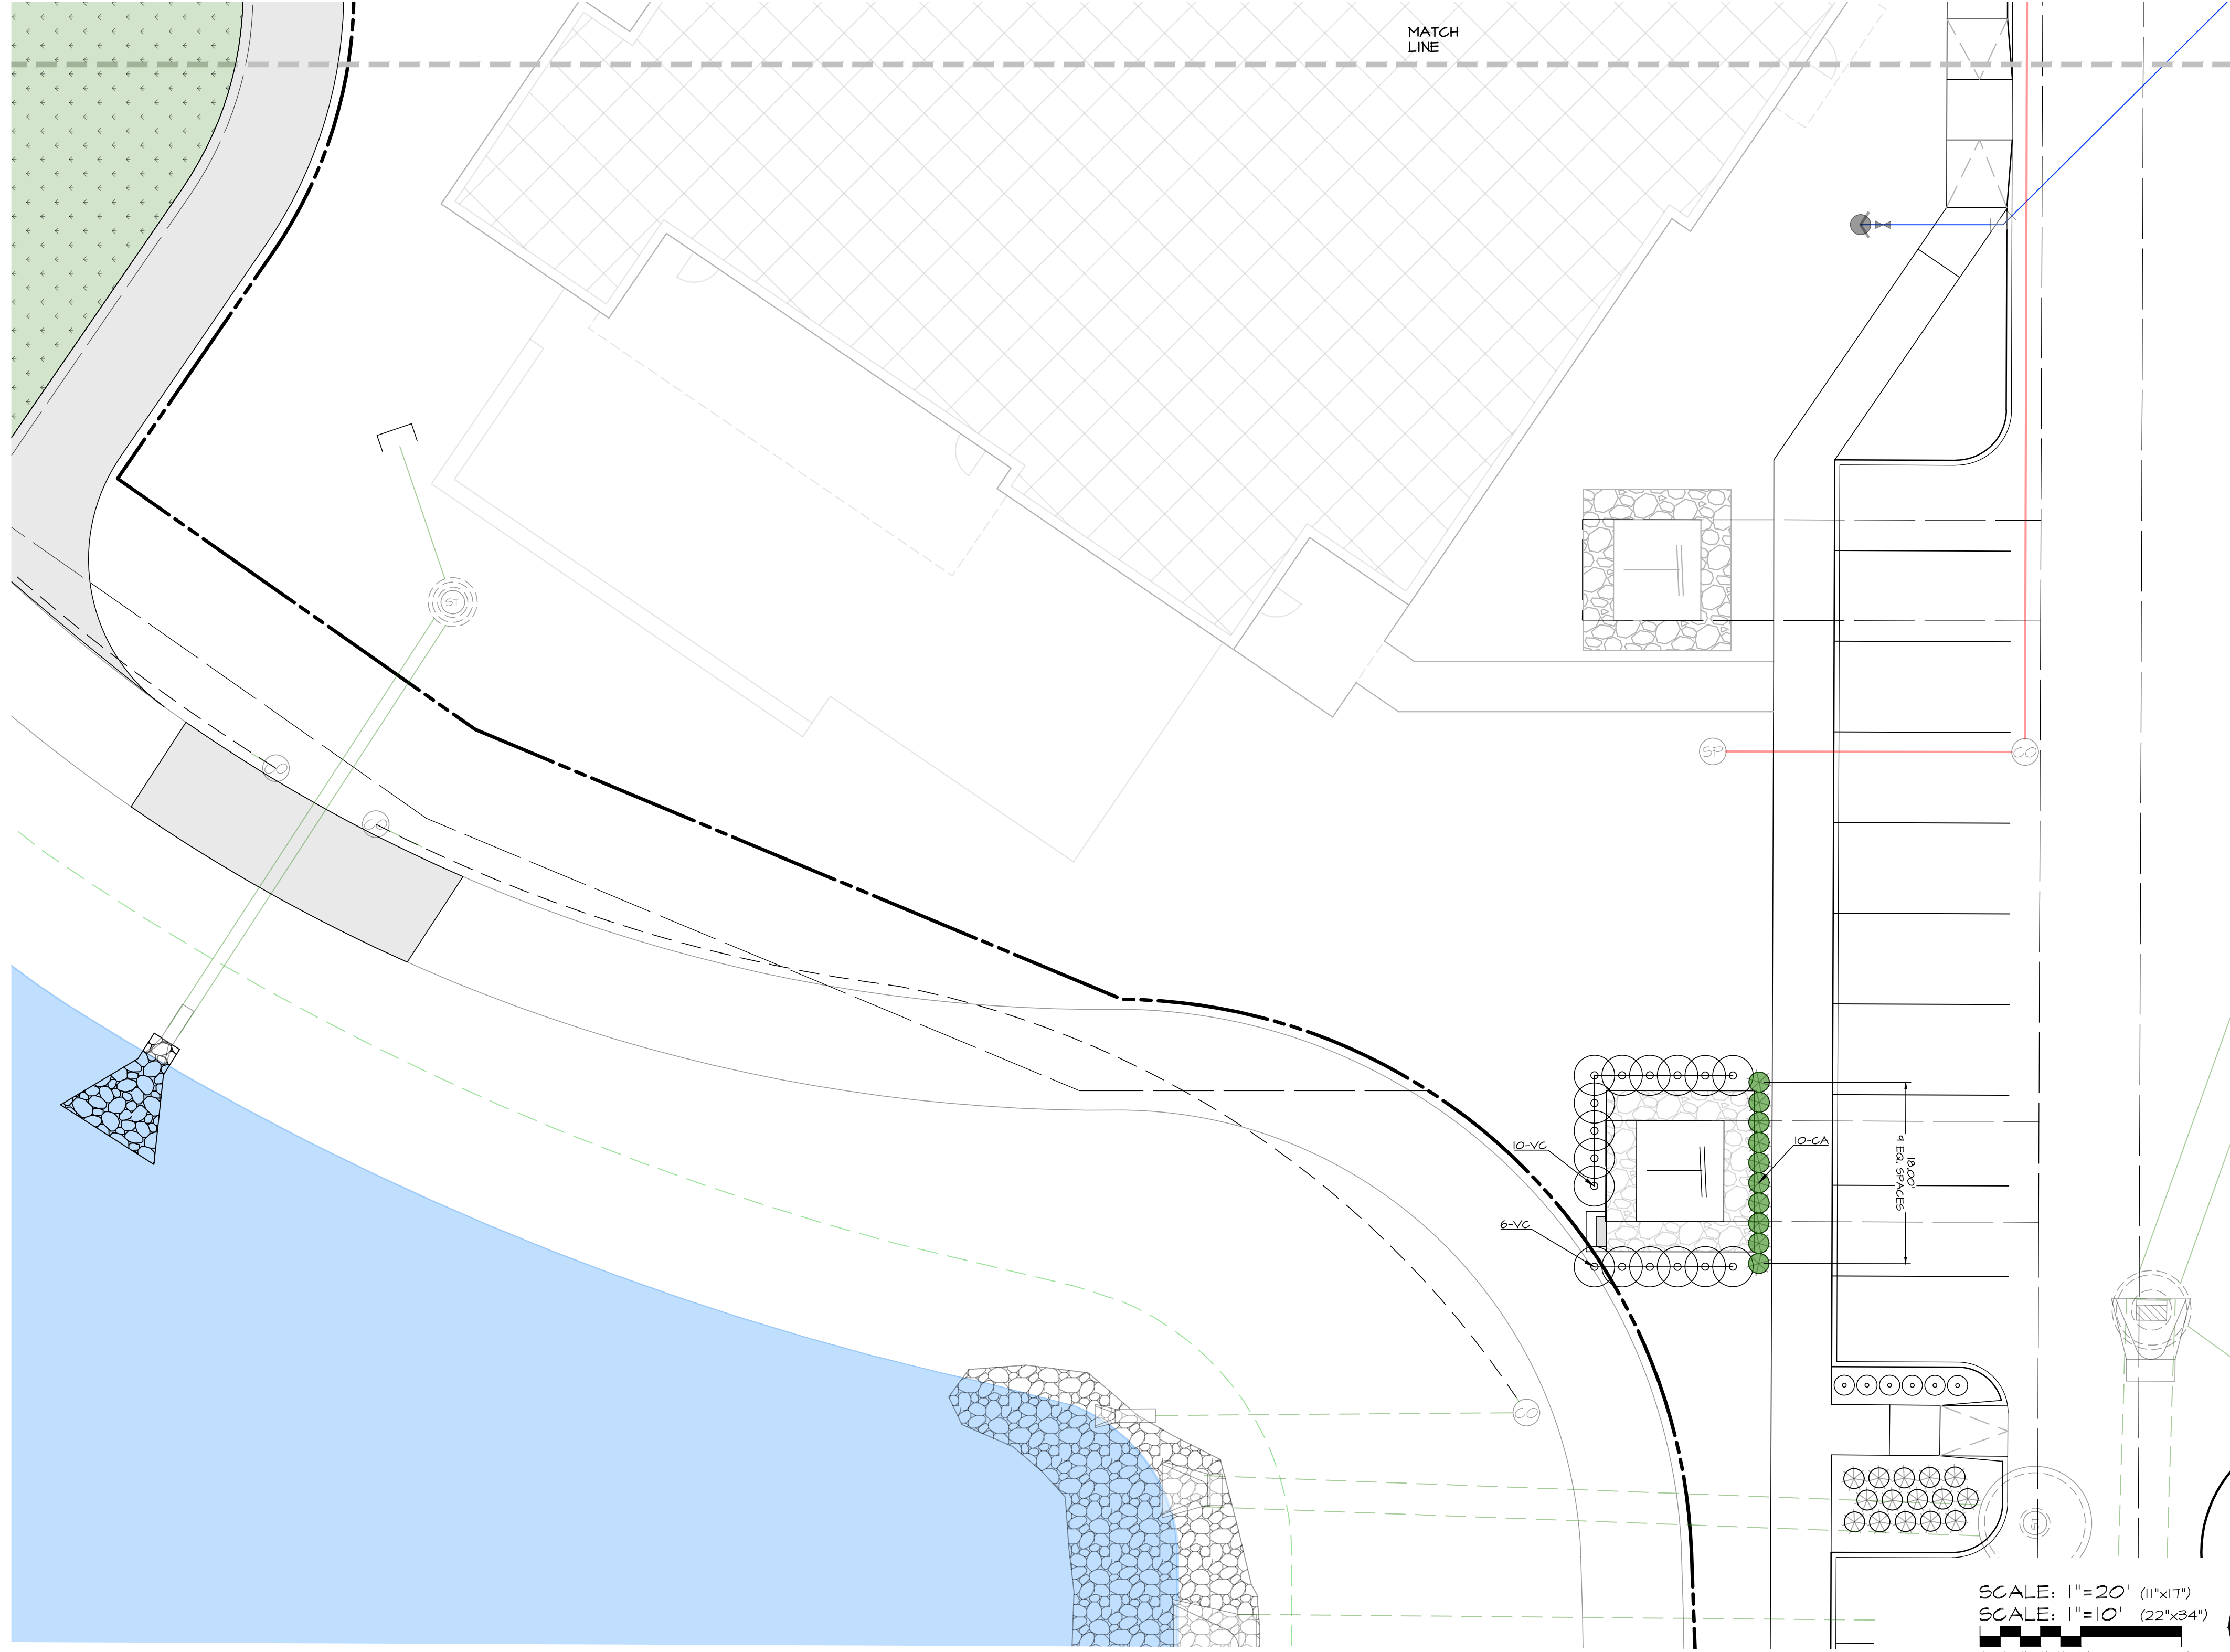 MATCH
LINE
ST
SP
CO
CO
CO
10-VC
10-CA
18.00'
9 EQ. SPACES
6-VC
CO
ST
SCALE: 1"=20' (11"x17")
SCALE: 1"=10' (22"x34")